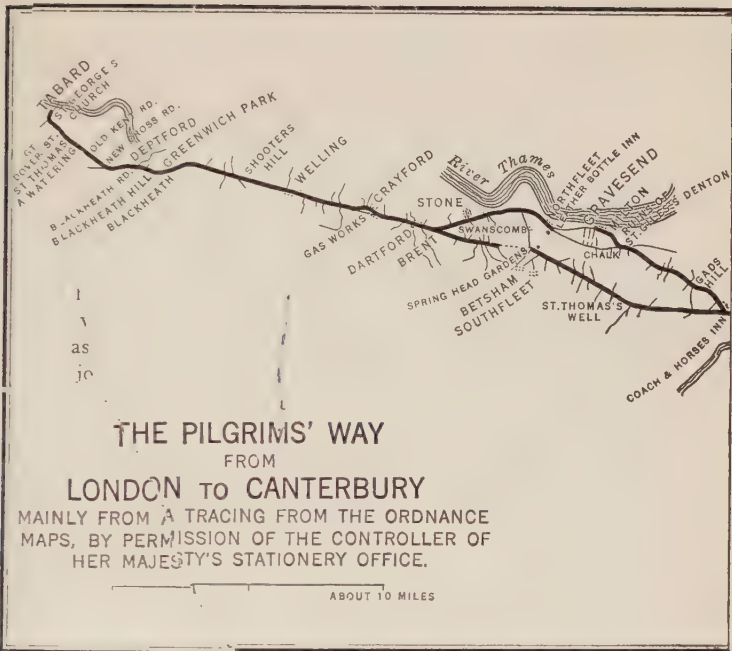 TABARD
ST GEORGE'S
CHURCH
GT
DOVER ST.
ST THOMAS
A WATERING
OLD KENT RD.
NEW CROSS RD.
DEPTFORD
GREENWICH PARK
BLACKHEATH RD.
BLACKHEATH HILL
BLACKHEATH
SHOOTERS
HILL
WELLING
CRAYFORD
GAS WORKS
DARTFORD
BRENT
STONE
River Thames
SWANSCOMB
NORTHFLEET
LEATHER BOTTLE INN
GRAVESEND
DENTON
CHALK
SPRING HEAD GARDENS
BETSHAM
SOUTHFLEET
ST. THOMAS'S
WELL
GADS
HILL
COACH & HORSES INN
as
jo
THE PILGRIMS' WAY
FROM
LONDON TO CANTERBURY
MAINLY FROM A TRACING FROM THE ORDNANCE
MAPS, BY PERMISSION OF THE CONTROLLER OF
HER MAJESTY'S STATIONERY OFFICE.
ABOUT 10 MILES